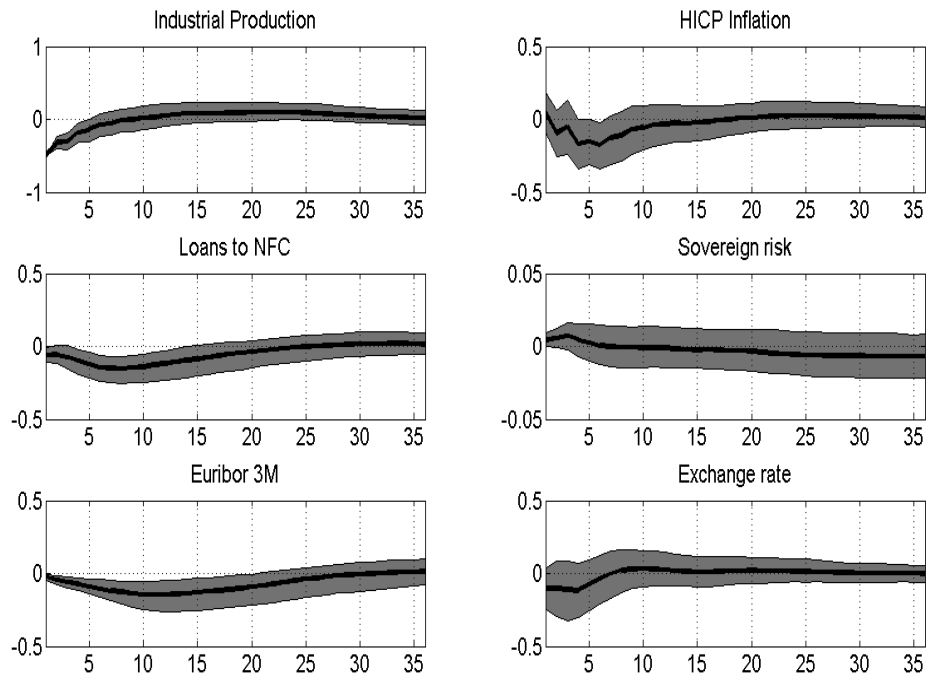 Industrial Production
1
0
-1
5 10 15 20 25 30 35
HICP Inflation
0.5
0
-0.5
5 10 15 20 25 30 35
Loans to NFC
0.5
0
-0.5
5 10 15 20 25 30 35
Sovereign risk
0.05
0
-0.05
5 10 15 20 25 30 35
Euribor 3M
0.5
0
-0.5
5 10 15 20 25 30 35
Exchange rate
0.5
0
-0.5
5 10 15 20 25 30 35